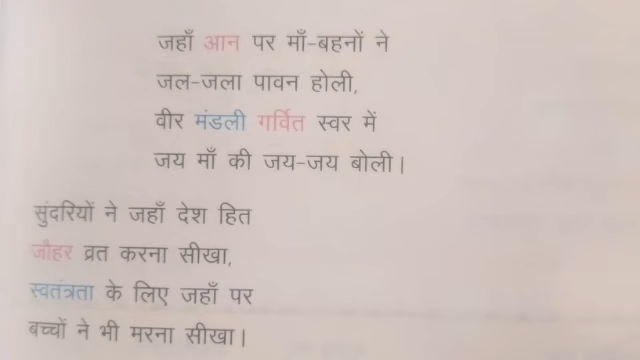 जहाँ आन पर माँ-बहनों ने
जल-जला पावन होली,
वीर मंडली गर्वित स्वर में
जय माँ की जय-जय बोली।
सुंदरियों ने जहाँ देश हित
जौहर व्रत करना सीखा,
स्वतंत्रता के लिए जहाँ पर
बच्चों ने भी मरना सीखा।